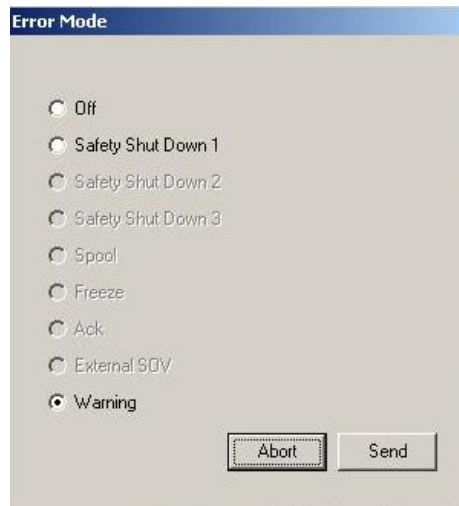 Error Mode
Off
Safety Shut Down 1
Safety Shut Down 2
Safety Shut Down 3
Spool
Freeze
Ack
External SOV
Warning
Abort Send